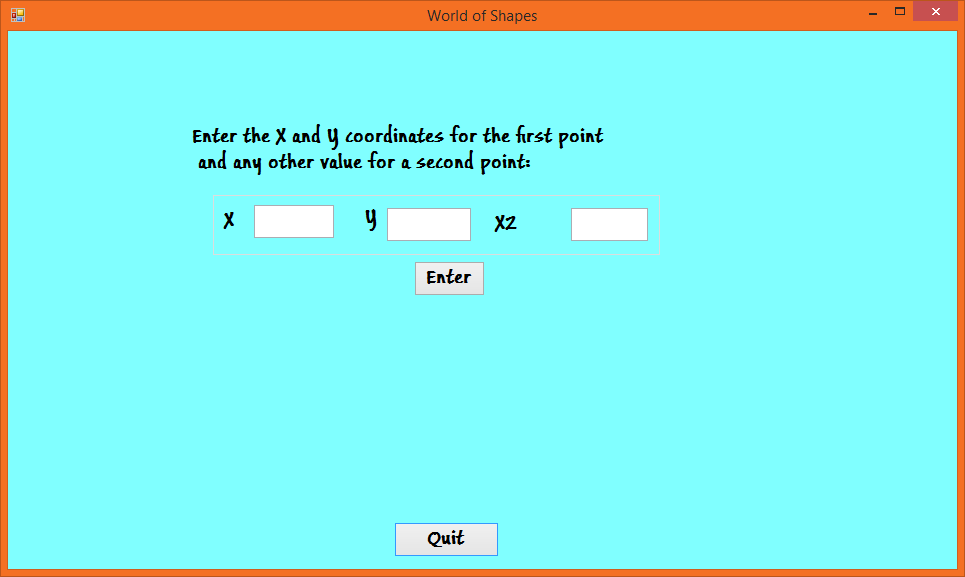 World of Shapes
Enter the X and Y coordinates for the first point
and any other value for a second point:
X Y X2
Enter
Quit